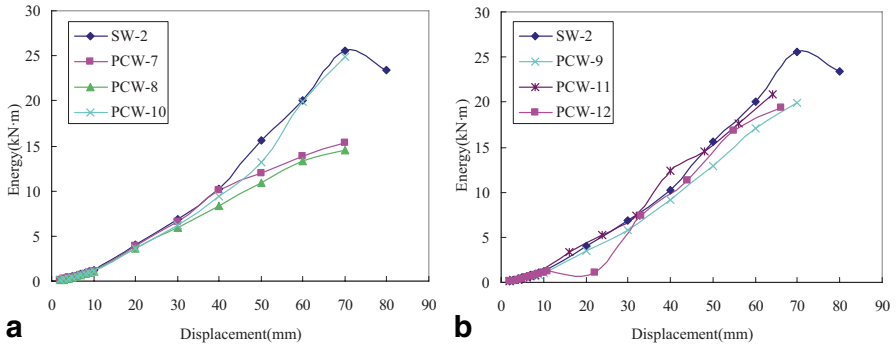 a
30
25
20
15
10
5
0
Energy(kN·m)
SW-2
PCW-7
PCW-8
PCW-10
0 10 20 30 40 50 60 70 80 90
Displacement(mm)
b
30
25
20
15
10
5
0
Energy(kN·m)
SW-2
PCW-9
PCW-11
PCW-12
0 10 20 30 40 50 60 70 80 90
Displacement(mm)